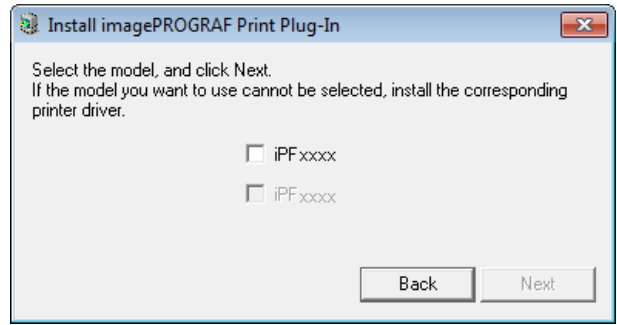 Install imagePROGRAF Print Plug-In
Select the model, and click Next.
If the model you want to use cannot be selected, install the corresponding
printer driver.
iPFxxxx
iPFxxxx
Back Next